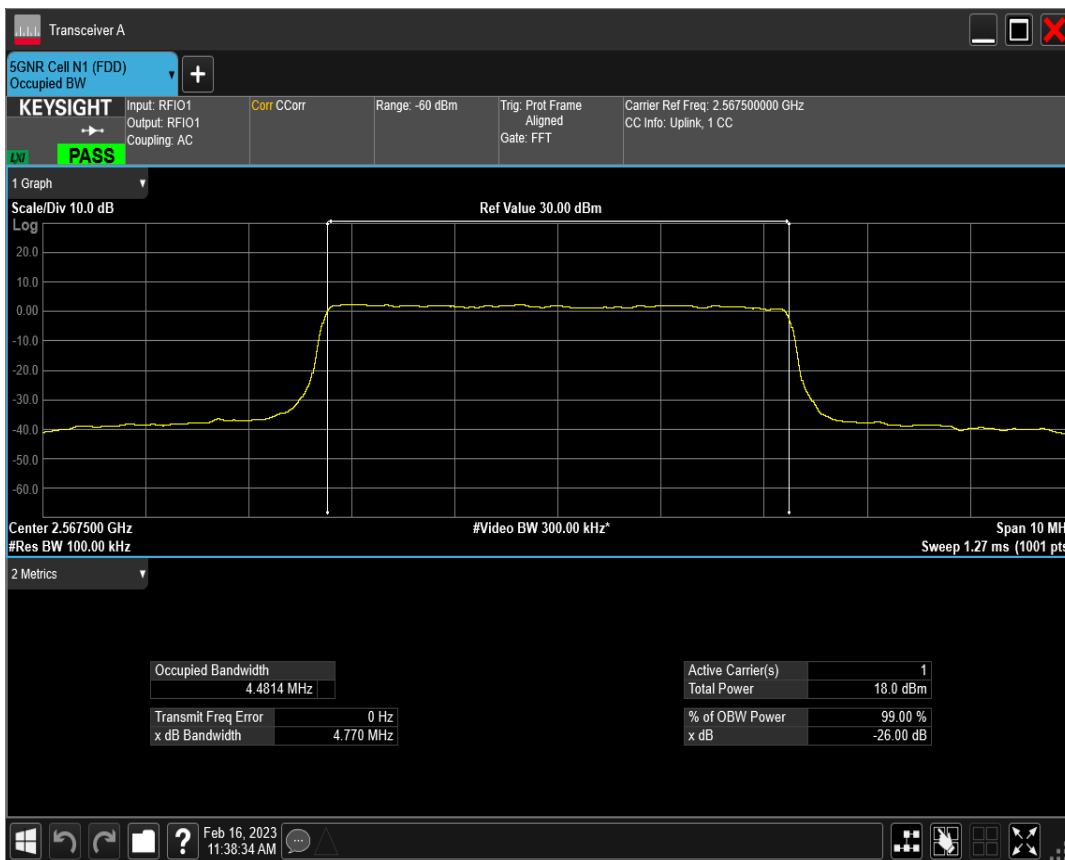 Transceiver A
5GNR Cell N1 (FDD)
Occupied BW
+
KEYSIGHT
LXI
PASS
Input: RFIO1
Output: RFIO1
Coupling: AC
Corr CCorr
Range: -60 dBm
Trig: Prot Frame
Aligned
Gate: FFT
Carrier Ref Freq: 2.567500000 GHz
CC Info: Uplink, 1 CC
1 Graph
Scale/Div 10.0 dB
Ref Value 30.00 dBm
Log
20.0
10.0
0.00
-10.0
-20.0
-30.0
-40.0
-50.0
-60.0
Center 2.567500 GHz
#Video BW 300.00 kHz*
Span 10 MH
#Res BW 100.00 kHz
Sweep 1.27 ms (1001 pts
2 Metrics
Occupied Bandwidth
4.4814 MHz
Transmit Freq Error 0 Hz
x dB Bandwidth 4.770 MHz
Active Carrier(s) 1
Total Power 18.0 dBm
% of OBW Power 99.00 %
x dB -26.00 dB
?
Feb 16, 2023
11:38:34 AM